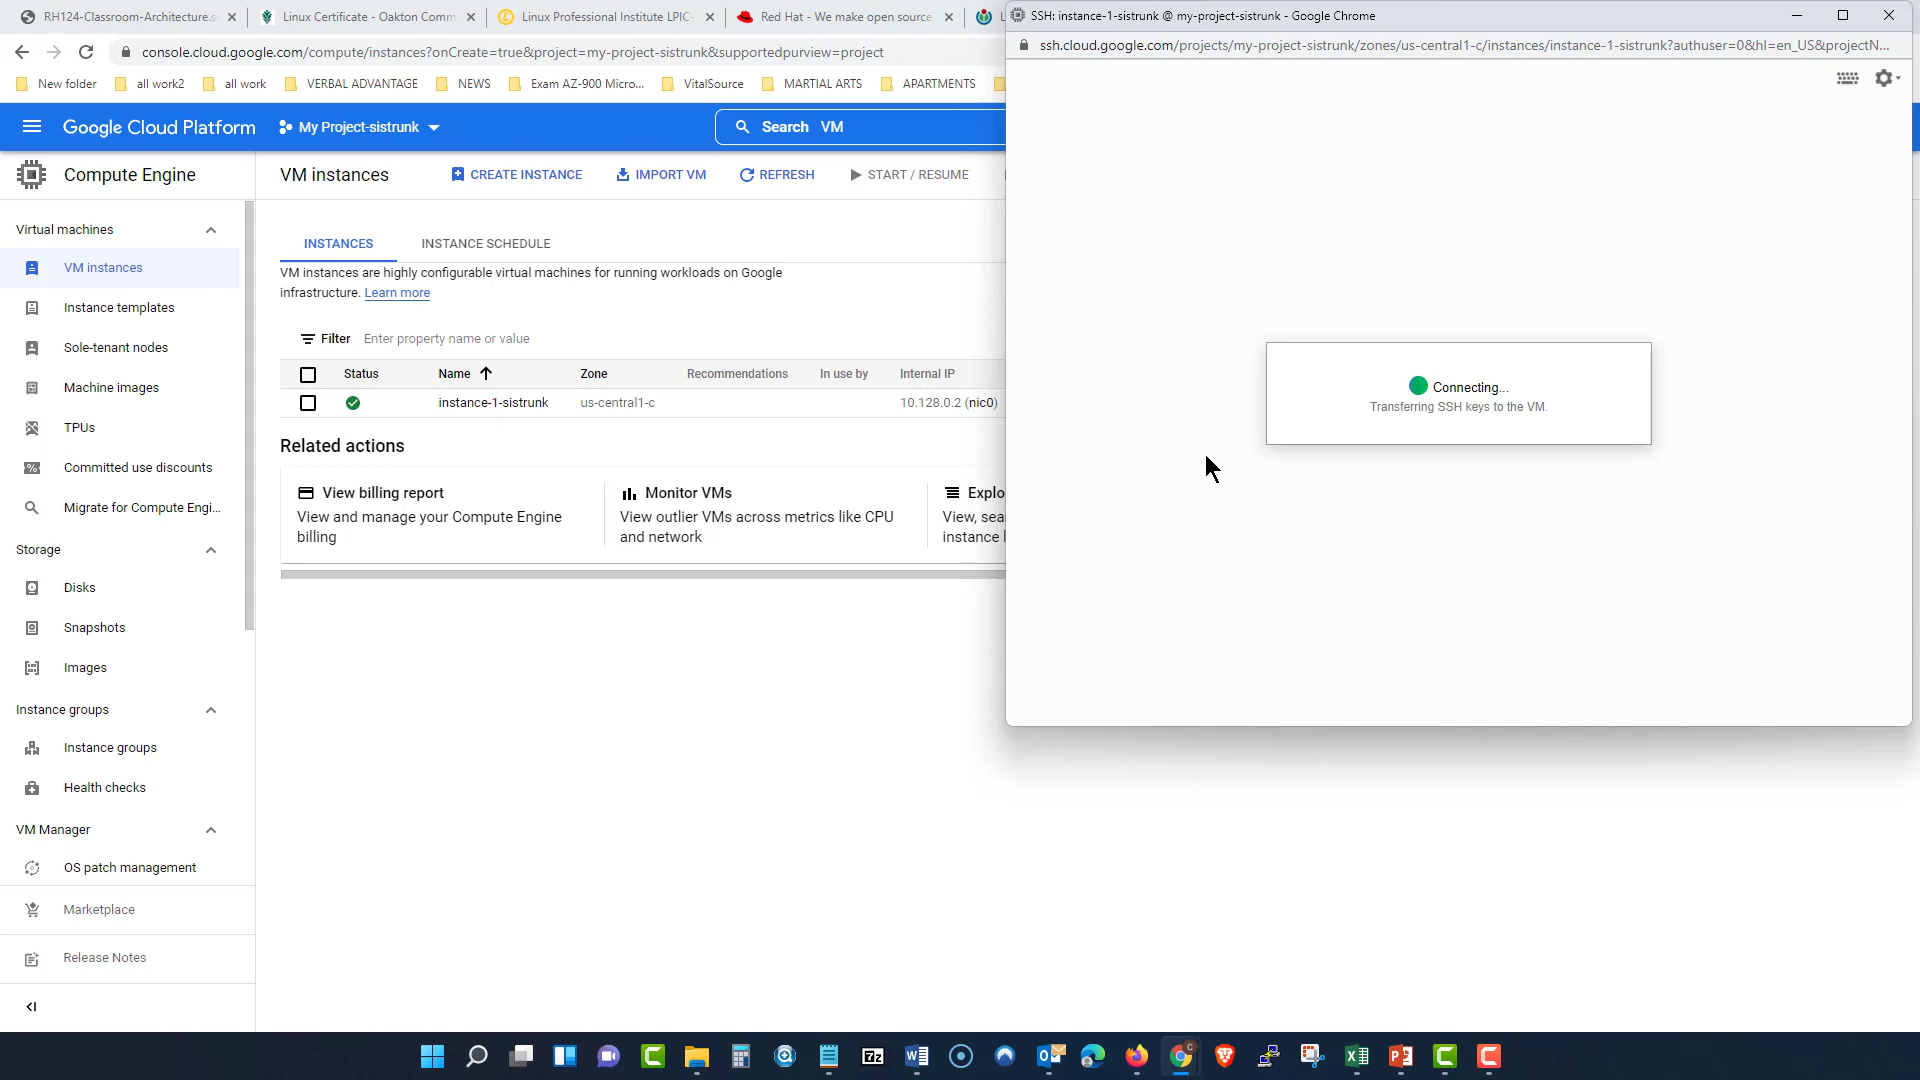 RH124-Classroom-Architecture.s
Linux Certificate - Oakton Comm
Linux Professional Institute LPIC-
Red Hat - We make open source
L
console.cloud.google.com/compute/instances?onCreate=true&project=my-project-sistrunk&supportedpurview=project
New folder
all work2
all work
VERBAL ADVANTAGE
NEWS
Exam AZ-900 Micro...
VitalSource
MARTIAL ARTS
APARTMENTS
Google Cloud Platform
My Project-sistrunk
Search VM
Compute Engine
VM instances
CREATE INSTANCE
IMPORT VM
REFRESH
START / RESUME
Virtual machines
VM instances
Instance templates
Sole-tenant nodes
Machine images
TPUs
Committed use discounts
Migrate for Compute Engi...
Storage
Disks
Snapshots
Images
Instance groups
Instance groups
Health checks
VM Manager
OS patch management
Marketplace
Release Notes
INSTANCES
INSTANCE SCHEDULE
VM instances are highly configurable virtual machines for running workloads on Google
infrastructure. Learn more
Filter Enter property name or value
Status Name Zone Recommendations In use by Internal IP
instance-1-sistrunk us-central1-c 10.128.0.2 (nic0)
Related actions
View billing report
View and manage your Compute Engine
billing
Monitor VMs
View outlier VMs across metrics like CPU
and network
Explo
View, sea
instance l
SSH: instance-1-sistrunk @ my-project-sistrunk - Google Chrome
ssh.cloud.google.com/projects/my-project-sistrunk/zones/us-central1-c/instances/instance-1-sistrunk?authuser=0&hl=en_US&projectN...
Connecting...
Transferring SSH keys to the VM.